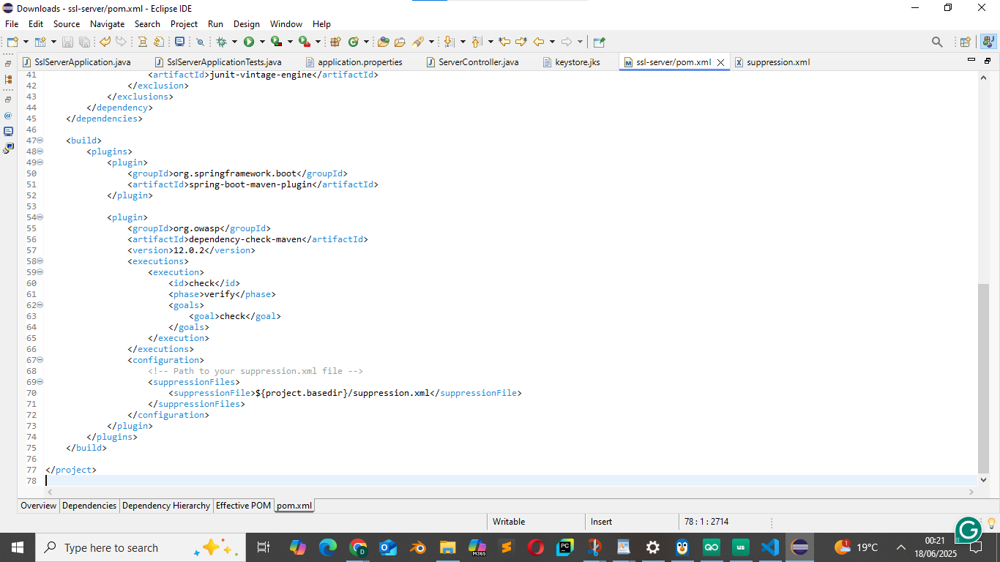 Downloads - ssl-server/pom.xml - Eclipse IDE
File Edit Source Navigate Search Project Run Design Window Help
SslServerApplication.java SslServerApplicationTests.java application.properties ServerController.java keystore.jks ssl-server/pom.xml suppression.xml
41 <artifactId>junit-vintage-engine</artifactId>
42 </exclusion>
43 </exclusions>
44 </dependency>
45 </dependencies>
46
47 <build>
48 <plugins>
49 <plugin>
50 <groupId>org.springframework.boot</groupId>
51 <artifactId>spring-boot-maven-plugin</artifactId>
52 </plugin>
53
54 <plugin>
55 <groupId>org.owasp</groupId>
56 <artifactId>dependency-check-maven</artifactId>
57 <version>12.0.2</version>
58 <executions>
59 <execution>
60 <id>check</id>
61 <phase>verify</phase>
62 <goals>
63 <goal>check</goal>
64 </goals>
65 </execution>
66 </executions>
67 <configuration>
68 <!-- Path to your suppression.xml file -->
69 <suppressionFiles>
70 <suppressionFile>${project.basedir}/suppression.xml</suppressionFile>
71 </suppressionFiles>
72 </configuration>
73 </plugin>
74 </plugins>
75 </build>
76
77 </project>
78
Overview Dependencies Dependency Hierarchy Effective POM pom.xml
Writable Insert 78 : 1 : 2714
Type here to search
M365
PC
us
1
19°C
00:21
18/06/2025